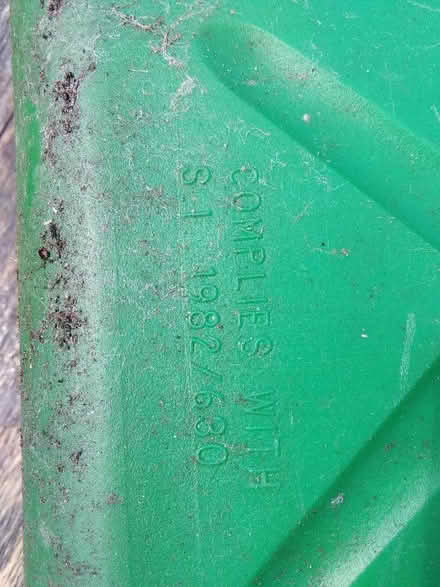 COMPLIES WITH
S.I. 1982/630